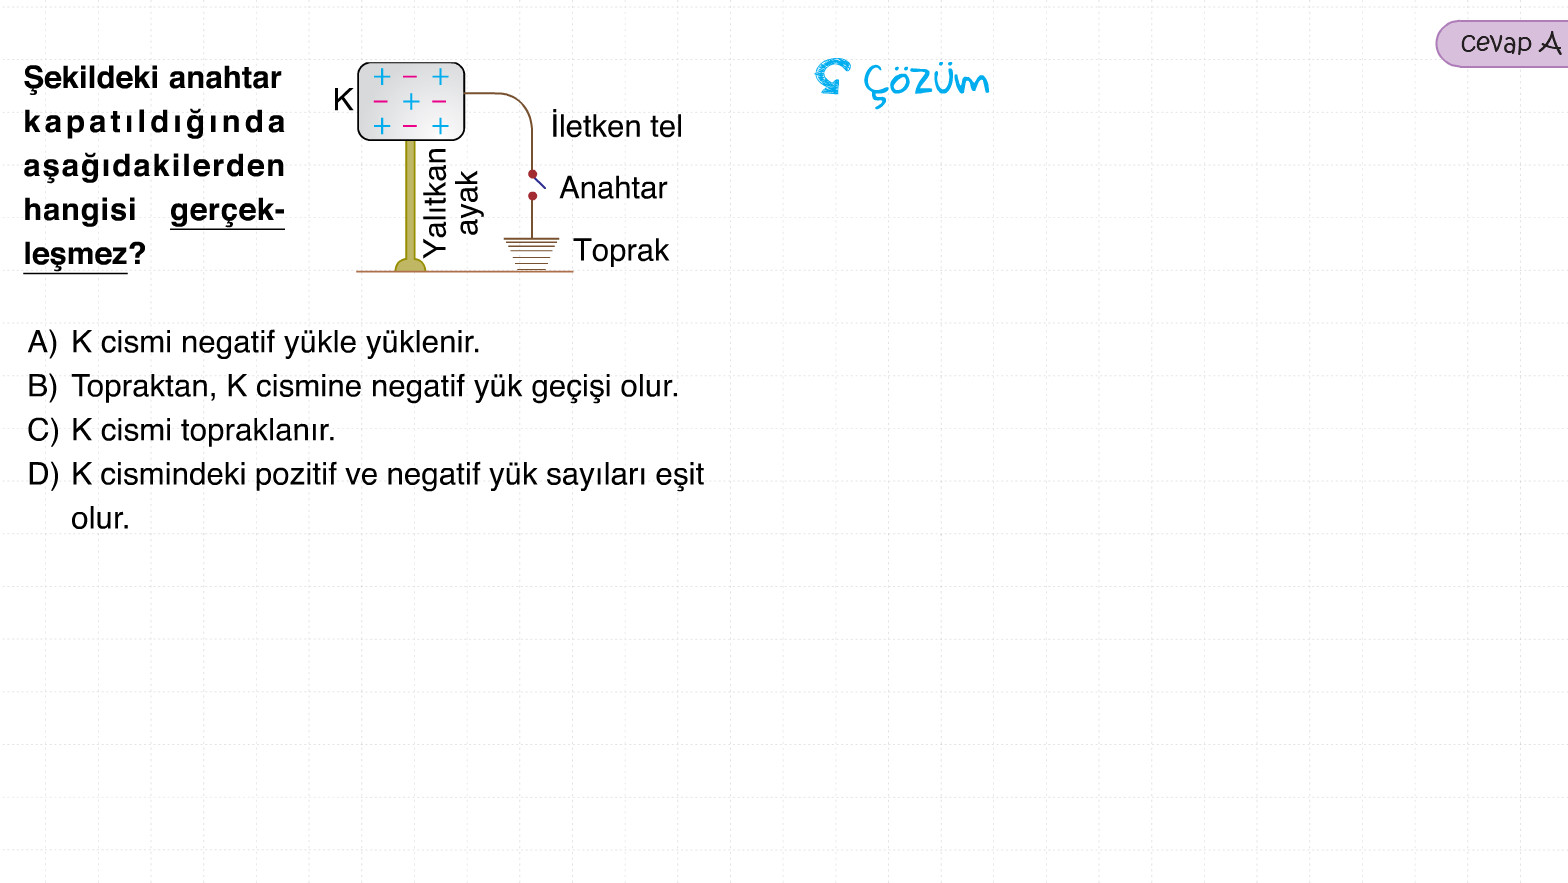 Cevap A
Şekildeki anahtar
kapatıldığında
aşağıdakilerden
hangisi gerçek-
leşmez?
K
+ − +
− + −
+ − +
İletken tel
Yalıtkan
ayak
Anahtar
Toprak
Çözüm
A) K cismi negatif yükle yüklenir.
B) Topraktan, K cismine negatif yük geçişi olur.
C) K cismi topraklanır.
D) K cismindeki pozitif ve negatif yük sayıları eşit
olur.